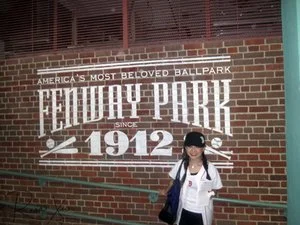 AMERICA'S MOST BELOVED BALLPARK
FENWAY PARK
SINCE
1912